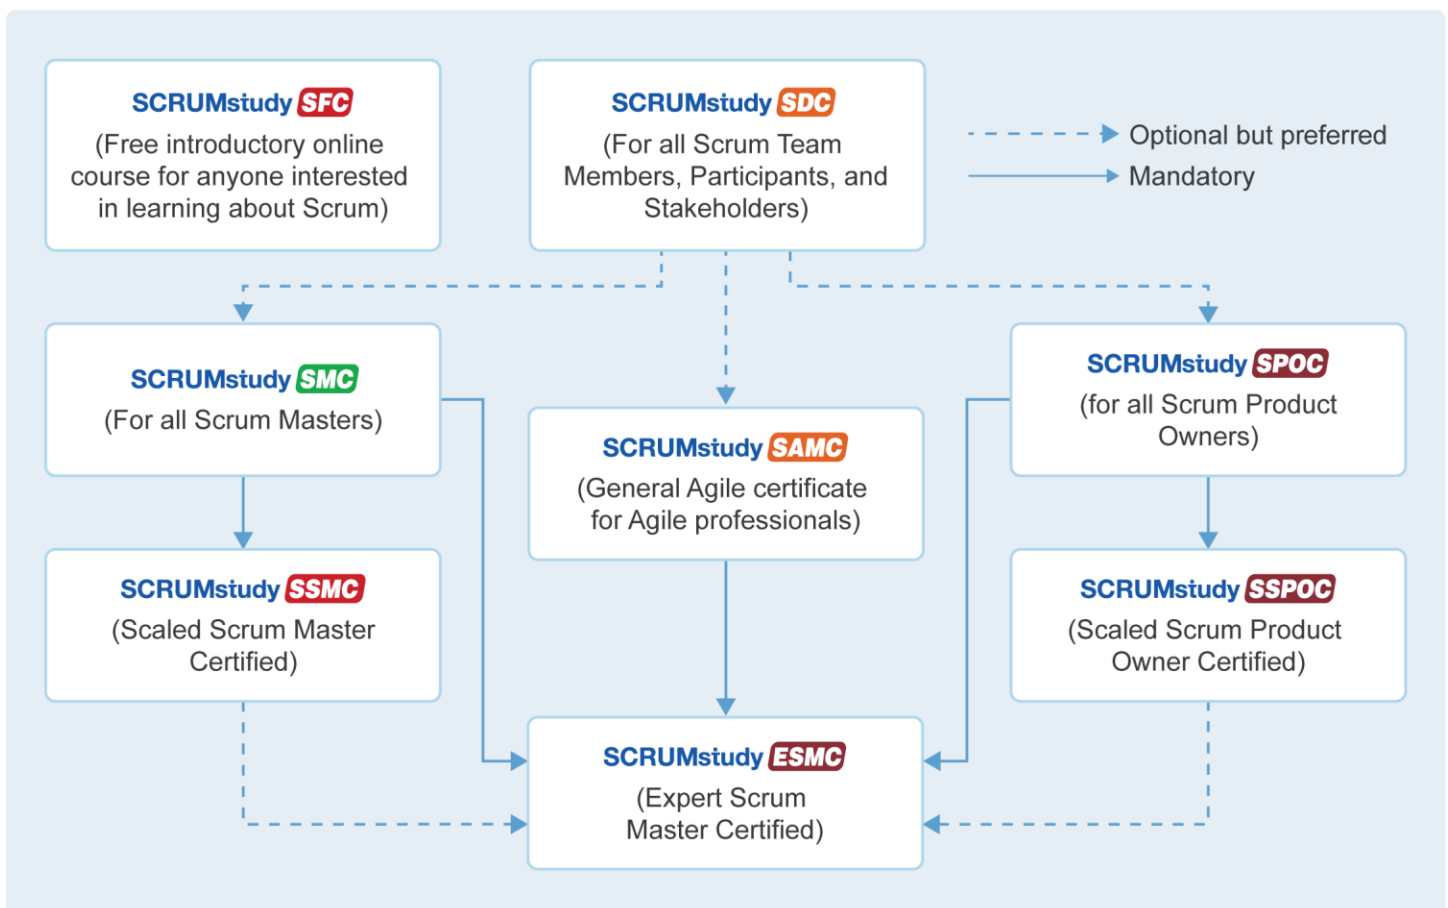 SCRUMstudy SFC
(Free introductory online
course for anyone interested
in learning about Scrum)
SCRUMstudy SDC
(For all Scrum Team
Members, Participants, and
Stakeholders)
Optional but preferred
Mandatory
SCRUMstudy SMC
(For all Scrum Masters)
SCRUMstudy SAMC
(General Agile certificate
for Agile professionals)
SCRUMstudy SPOC
(for all Scrum Product
Owners)
SCRUMstudy SSMC
(Scaled Scrum Master
Certified)
SCRUMstudy SSPOC
(Scaled Scrum Product
Owner Certified)
SCRUMstudy ESMC
(Expert Scrum
Master Certified)